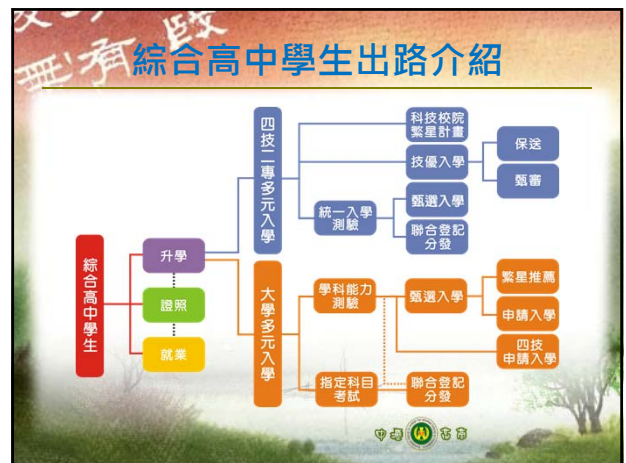 綜合高中學生出路介紹
綜合高中學生
升學
證照
就業
四技二專多元入學
科技校院
繁星計畫
技優入學
保送
甄審
統一入學
測驗
甄選入學
聯合登記
分發
大學多元入學
學科能力
測驗
甄選入學
繁星推薦
申請入學
四技
申請入學
指定科目
考試
聯合登記
分發